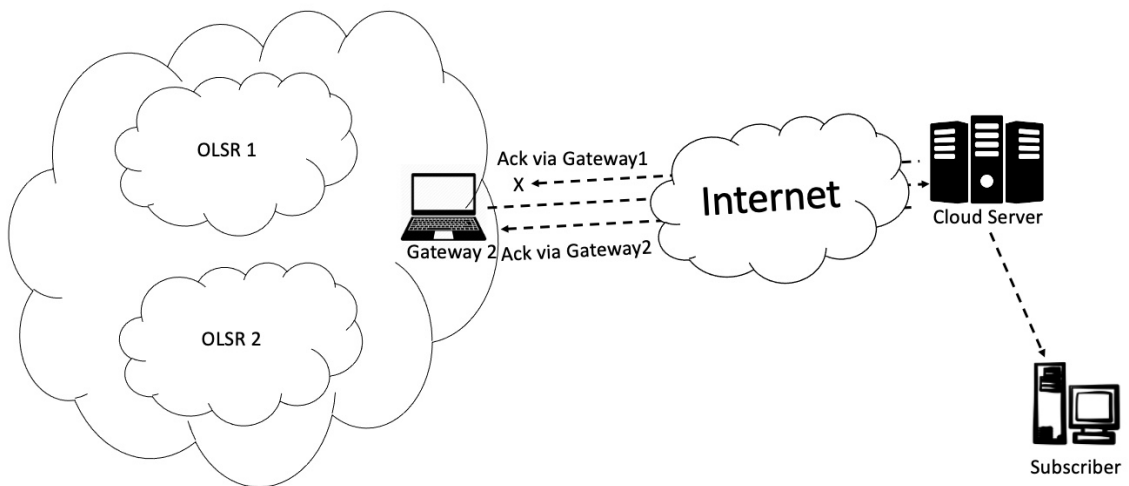 OLSR 1
Ack via Gateway1
X
Internet
Cloud Server
Gateway 2
Ack via Gateway2
OLSR 2
Subscriber